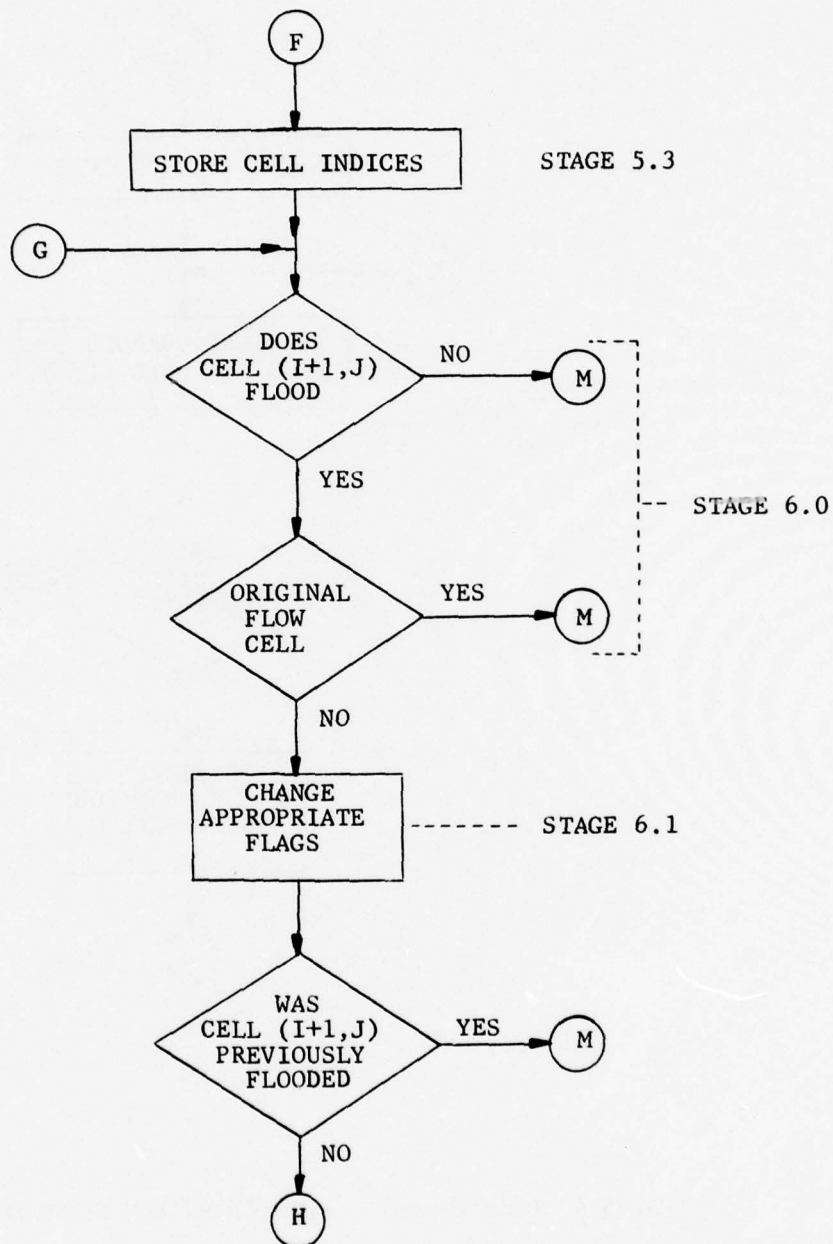 F
STORE CELL INDICES
STAGE 5.3
G
DOES
CELL (I+1,J)
FLOOD
NO
M
YES
STAGE 6.0
ORIGINAL
FLOW
CELL
YES
M
NO
CHANGE
APPROPRIATE
FLAGS
STAGE 6.1
WAS
CELL (I+1,J)
PREVIOUSLY
FLOODED
YES
M
NO
H